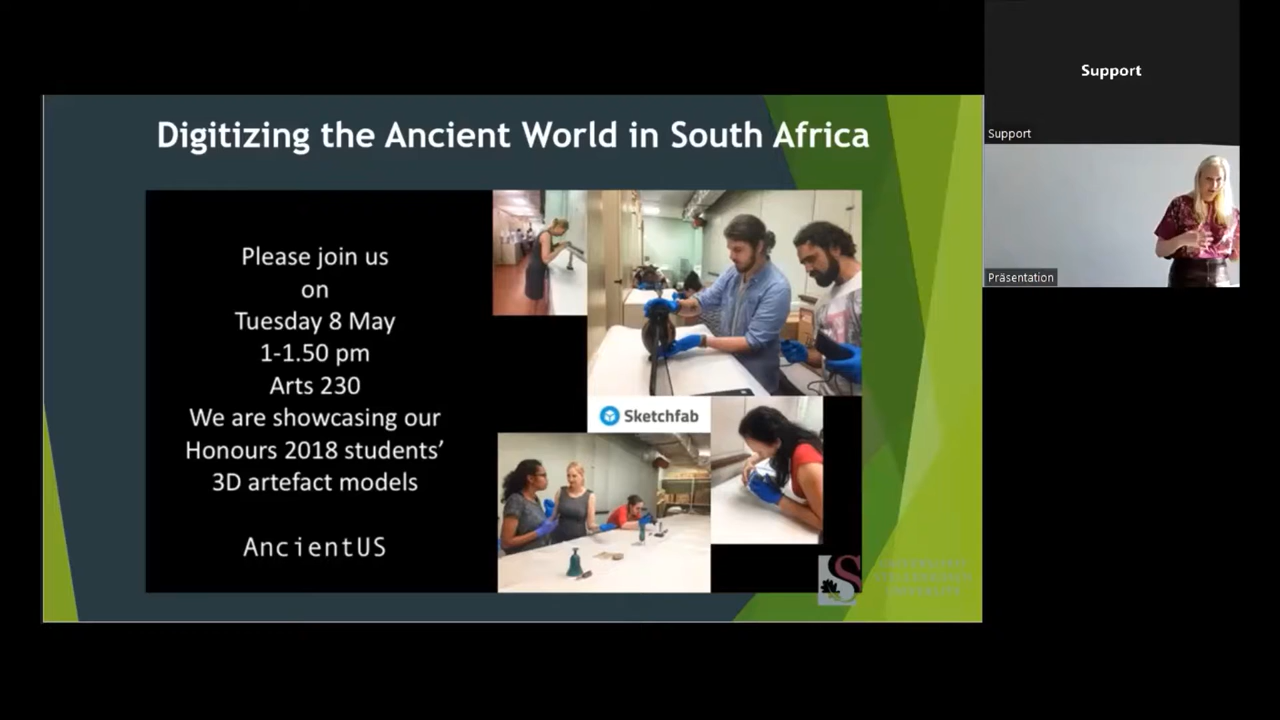 Digitizing the Ancient World in South Africa
Please join us
on
Tuesday 8 May
1-1.50 pm
Arts 230
We are showcasing our
Honours 2018 students’
3D artefact models
AncientUS
Sketchfab
Support
Support
Präsentation